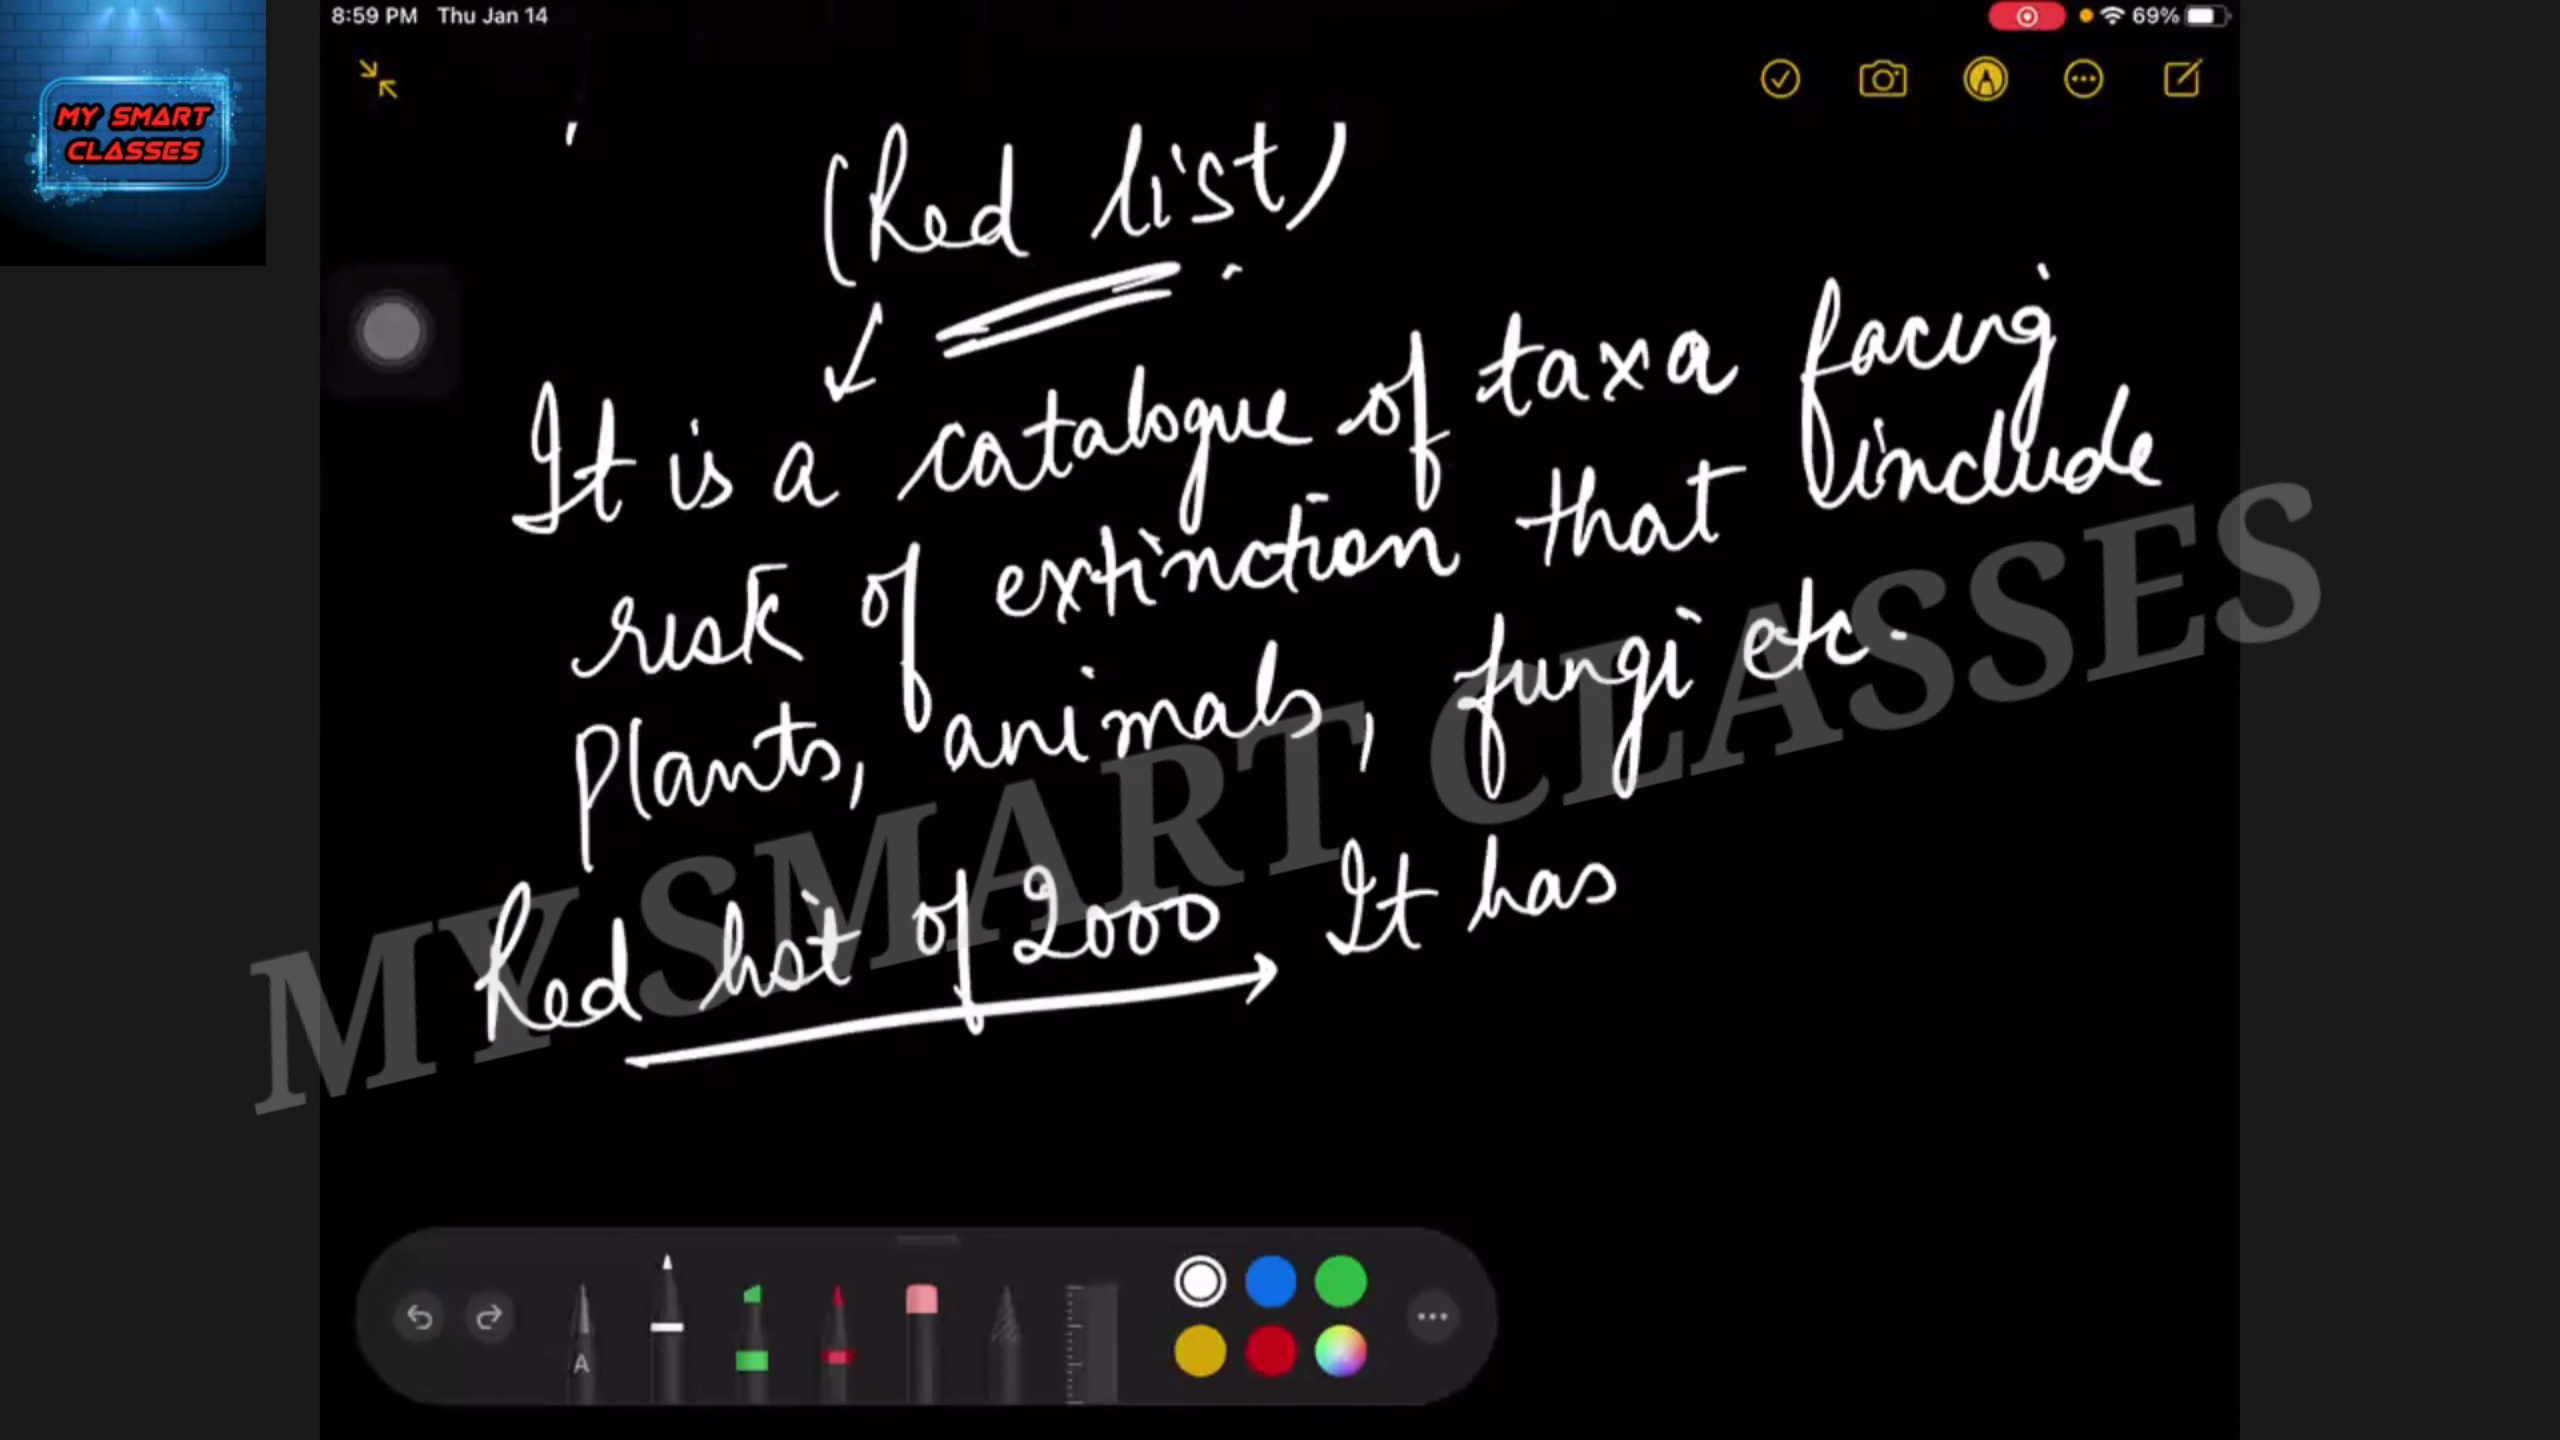 8:59 PM Thu Jan 14
69%
MY SMART
CLASSES
(Red list)
It is a catalogue of taxa facing
risk of extinction that include
Plants, animals, fungi etc.
Red list of 2000 It has
MY SMART CLASSES
A